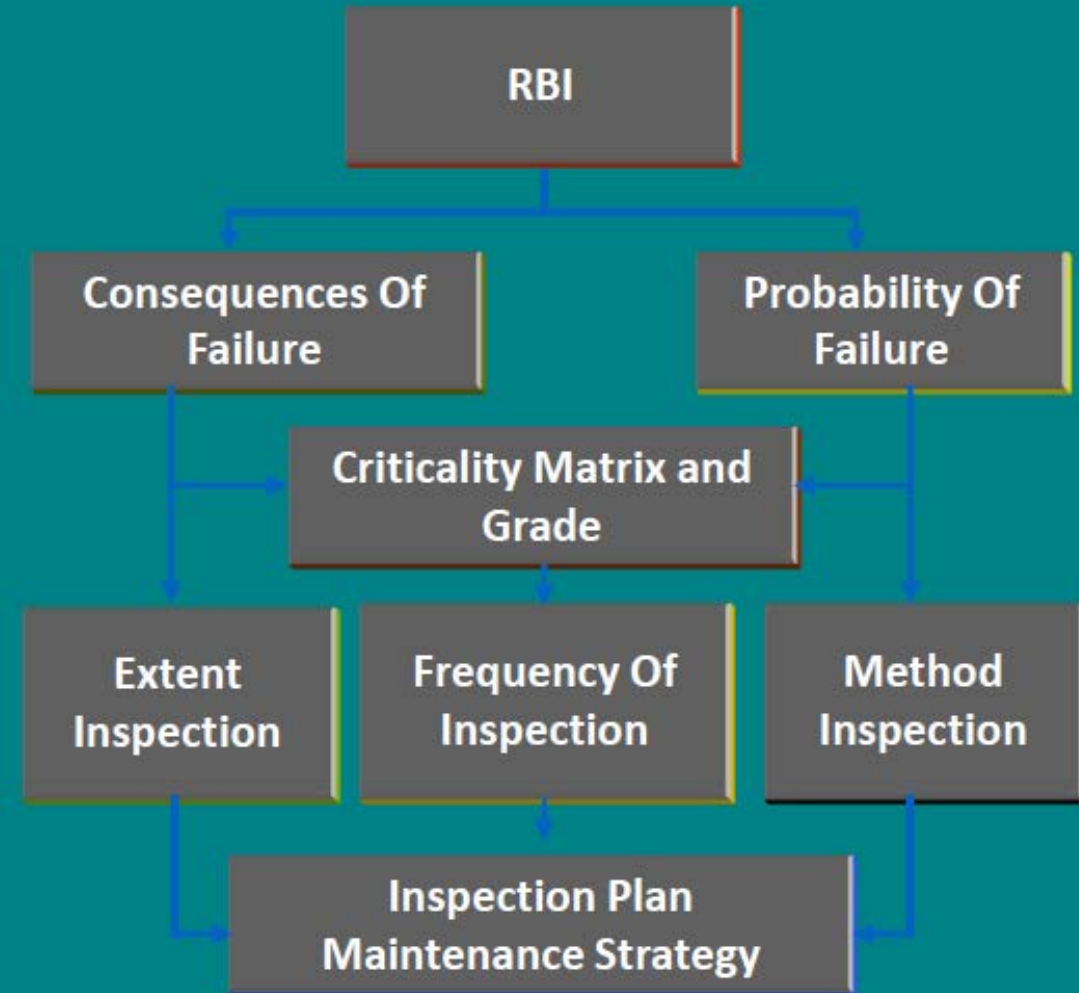 RBI
Consequences Of
Failure
Probability Of
Failure
Criticality Matrix and
Grade
Extent
Inspection
Frequency Of
Inspection
Method
Inspection
Inspection Plan
Maintenance Strategy